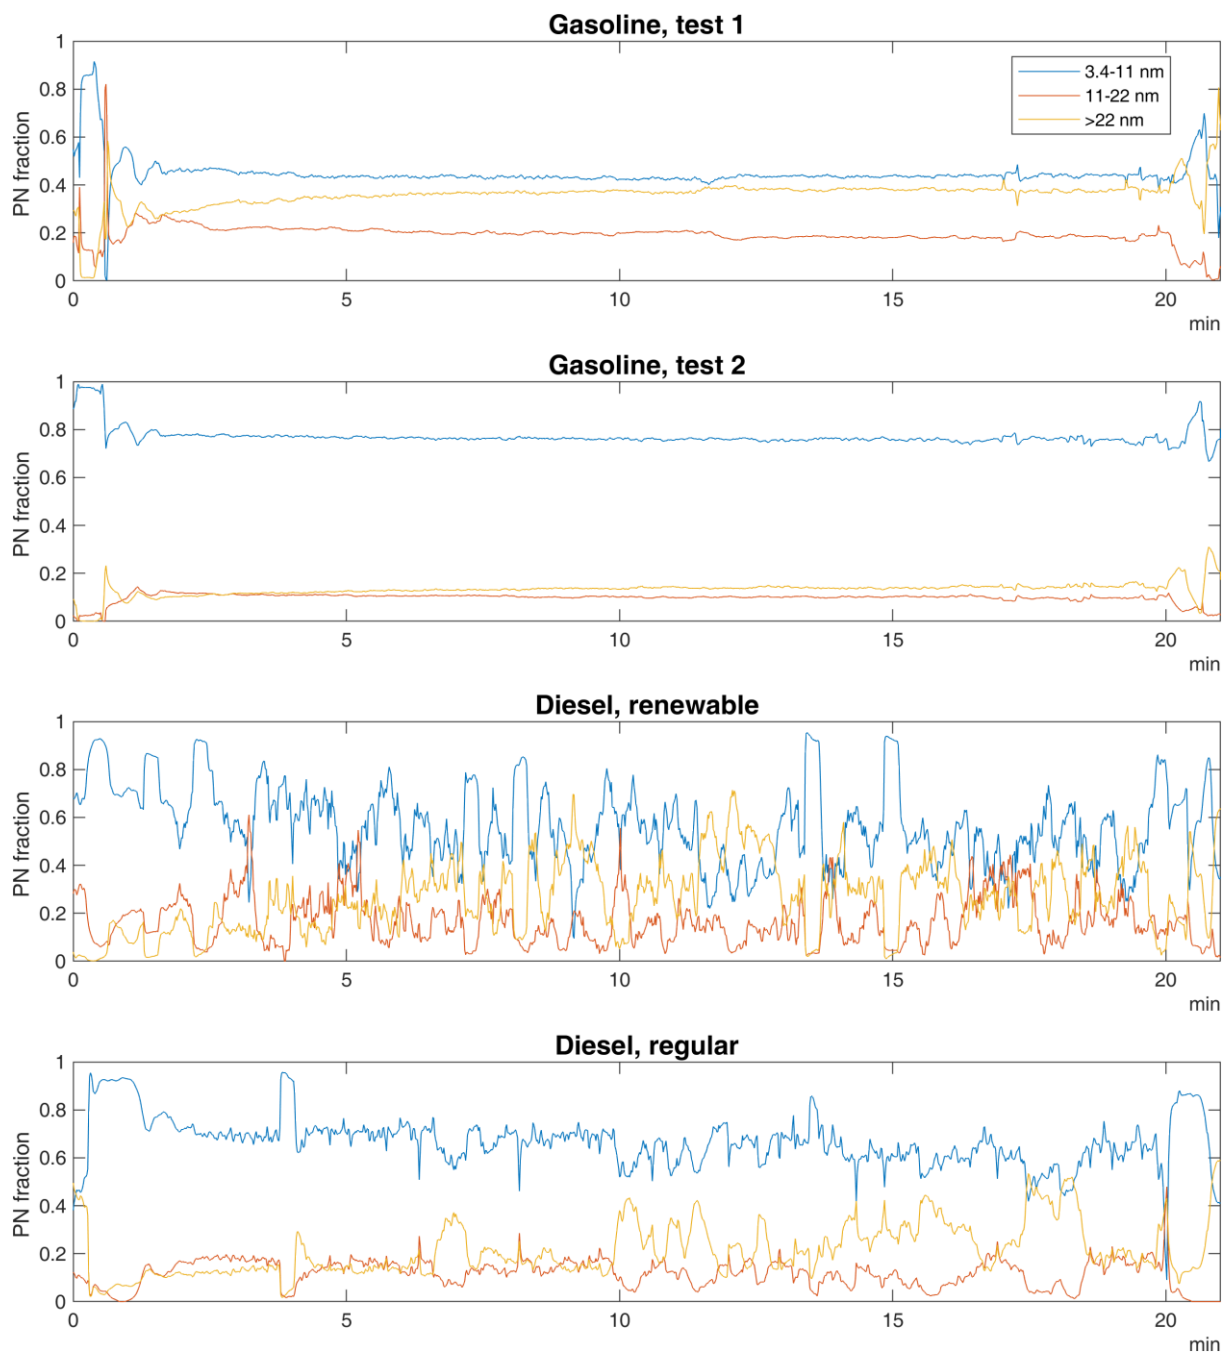 Gasoline, test 1
1
0.8
0.6
0.4
0.2
0
PN fraction
3.4-11 nm
11-22 nm
>22 nm
0 5 10 15 20
min
Gasoline, test 2
1
0.8
0.6
0.4
0.2
0
PN fraction
0 5 10 15 20
min
Diesel, renewable
1
0.8
0.6
0.4
0.2
0
PN fraction
0 5 10 15 20
min
Diesel, regular
1
0.8
0.6
0.4
0.2
0
PN fraction
0 5 10 15 20
min